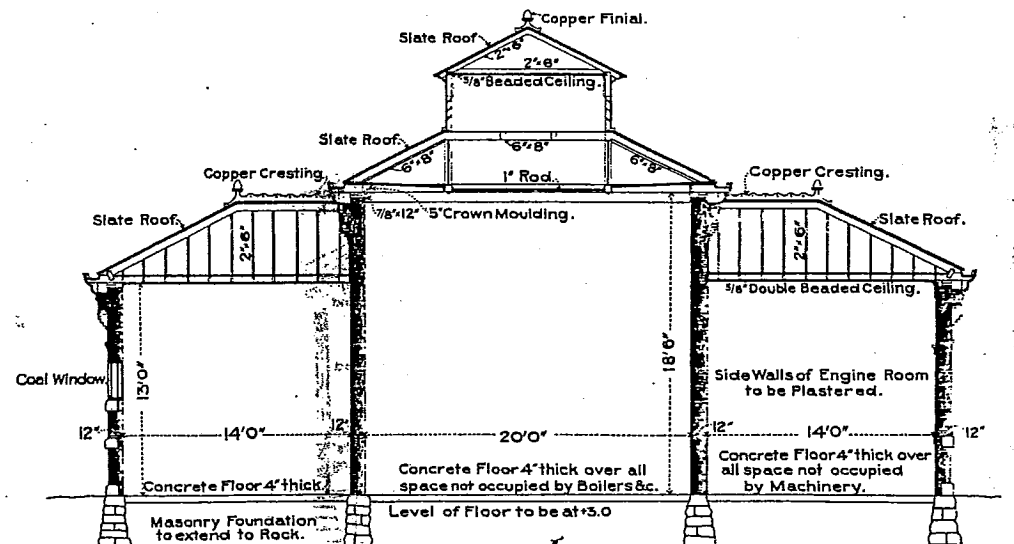 Copper Finial.
Slate Roof
2"×6"
2"×6"
5/8" Beaded Ceiling.
Slate Roof.
6"×8"
6"×8"
6"×8"
Copper Cresting
1" Rod.
Copper Cresting.
Slate Roof.
7/8"×12"
5" Crown Moulding.
Slate Roof.
2"×6"
2"×6"
5/8" Double Beaded Ceiling.
13'0"
18'6"
Coal Window.
Side Walls of Engine Room
to be Plastered.
12"
14'0"
12"
20'0"
12"
14'0"
12"
Concrete Floor 4" thick.
Concrete Floor 4" thick over all
space not occupied by Boilers &c.
Concrete Floor 4" thick over
all space not occupied
by Machinery.
Level of Floor to be at +3.0
Masonry Foundation
to extend to Rock.